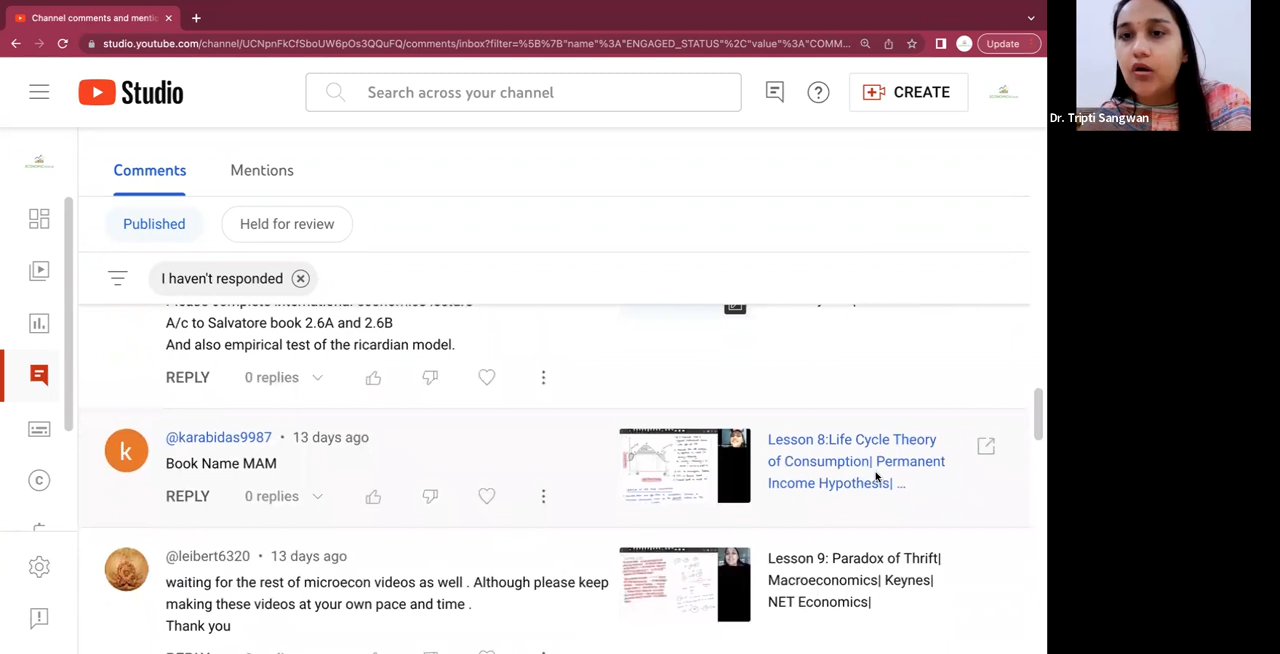 Channel comments and mentio
studio.youtube.com/channel/UCNpnFkCfSboUW6pOs3QQuFQ/comments/inbox?filter=%5B%7B"name"%3A"ENGAGED_STATUS"%2C"value"%3A"COMM...
Update
Studio
Search across your channel
CREATE
Dr. Tripti Sangwan
Comments
Mentions
Published
Held for review
I haven't responded
A/c to Salvatore book 2.6A and 2.6B
And also empirical test of the ricardian model.
REPLY
0 replies
k
@karabidas9987 • 13 days ago
Book Name MAM
REPLY
0 replies
Lesson 8:Life Cycle Theory
of Consumption| Permanent
Income Hypothesis| ...
@leibert6320 • 13 days ago
waiting for the rest of microecon videos as well . Although please keep
making these videos at your own pace and time .
Thank you
Lesson 9: Paradox of Thrift|
Macroeconomics| Keynes|
NET Economics|